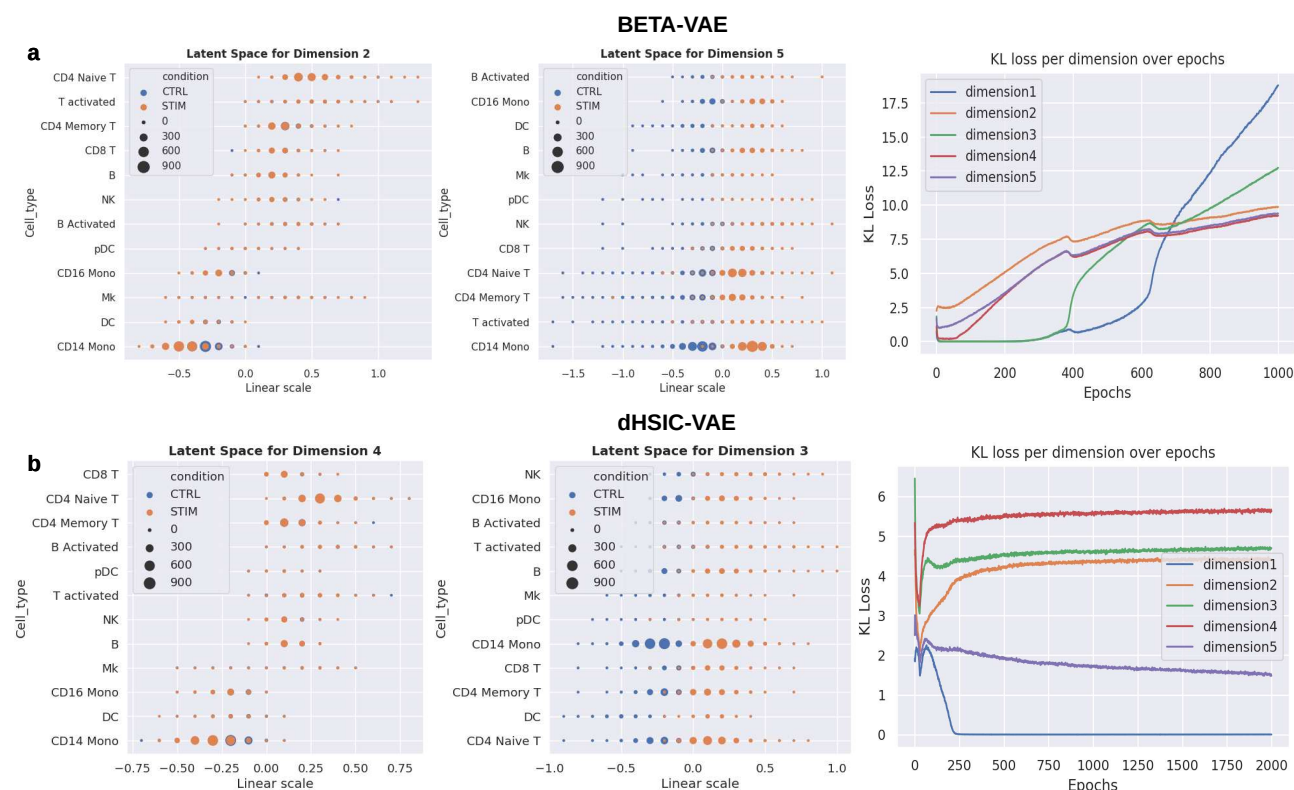 BETA-VAE
a
Latent Space for Dimension 2
Cell_type
CD4 Naive T
T activated
CD4 Memory T
CD8 T
B
NK
B Activated
pDC
CD16 Mono
Mk
DC
CD14 Mono
condition
CTRL
STIM
0
300
600
900
−0.5 0.0 0.5 1.0
Linear scale
Latent Space for Dimension 5
Cell_type
B Activated
CD16 Mono
DC
B
Mk
pDC
NK
CD8 T
CD4 Naive T
CD4 Memory T
T activated
CD14 Mono
condition
CTRL
STIM
0
300
600
900
−1.5 −1.0 −0.5 0.0 0.5 1.0
Linear scale
KL loss per dimension over epochs
KL Loss
17.5
15.0
12.5
10.0
7.5
5.0
2.5
0.0
dimension1
dimension2
dimension3
dimension4
dimension5
0 200 400 600 800 1000
Epochs
dHSIC-VAE
b
Latent Space for Dimension 4
Cell_type
CD8 T
CD4 Naive T
CD4 Memory T
B Activated
pDC
T activated
NK
B
Mk
CD16 Mono
DC
CD14 Mono
condition
CTRL
STIM
0
300
600
900
−0.75 −0.50 −0.25 0.00 0.25 0.50 0.75
Linear scale
Latent Space for Dimension 3
Cell_type
NK
CD16 Mono
B Activated
T activated
B
Mk
pDC
CD14 Mono
CD8 T
CD4 Memory T
DC
CD4 Naive T
condition
CTRL
STIM
0
300
600
900
−1.0 −0.5 0.0 0.5 1.0
Linear scale
KL loss per dimension over epochs
KL Loss
6
5
4
3
2
1
0
dimension1
dimension2
dimension3
dimension4
dimension5
0 250 500 750 1000 1250 1500 1750 2000
Epochs